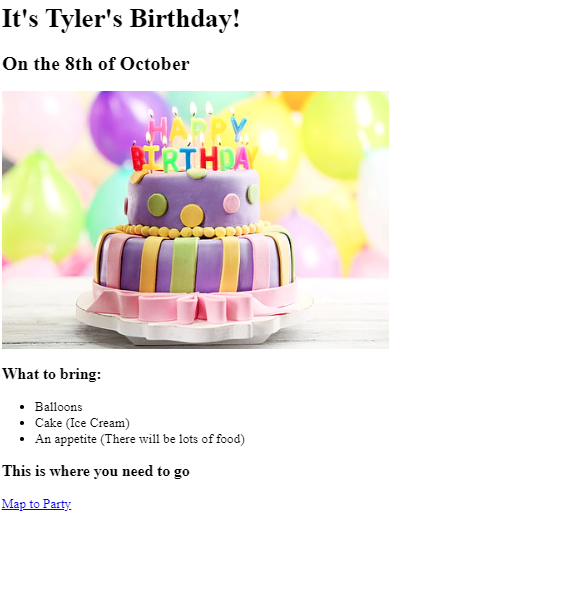 It's Tyler's Birthday!
On the 8th of October
HAPPY
BIRTHDAY
What to bring:
Balloons
Cake (Ice Cream)
An appetite (There will be lots of food)
This is where you need to go
Map to Party